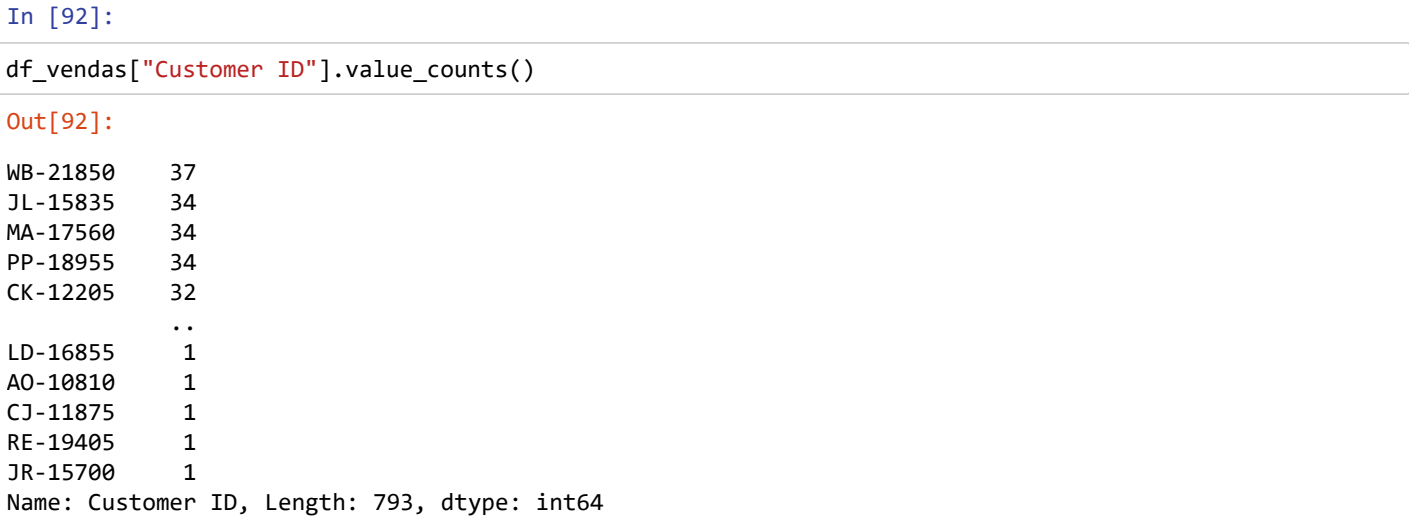 In [92]:
df_vendas["Customer ID"].value_counts()
Out[92]:
WB-21850    37
JL-15835    34
MA-17560    34
PP-18955    34
CK-12205    32
            ..
LD-16855     1
AO-10810     1
CJ-11875     1
RE-19405     1
JR-15700     1
Name: Customer ID, Length: 793, dtype: int64